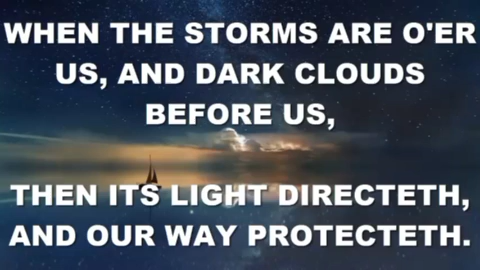 WHEN THE STORMS ARE O'ER
US, AND DARK CLOUDS
BEFORE US,
THEN ITS LIGHT DIRECTETH,
AND OUR WAY PROTECTETH.